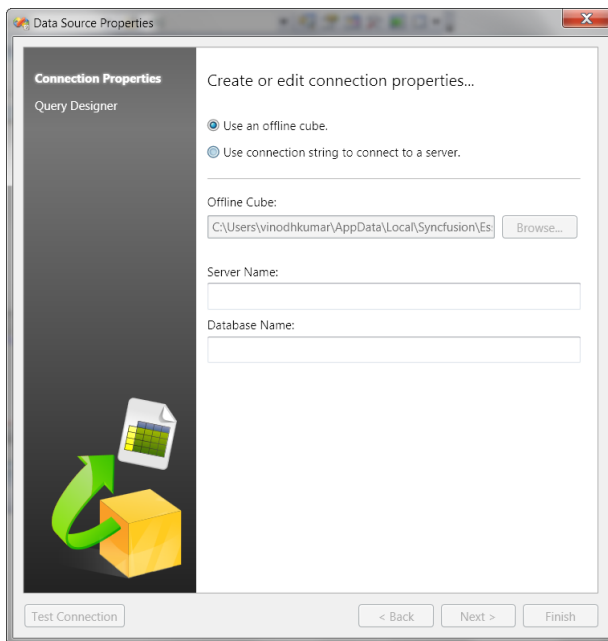 Data Source Properties
Connection Properties
Query Designer
Create or edit connection properties...
Use an offline cube.
Use connection string to connect to a server.
Offline Cube:
C:\Users\vinodhkumar\AppData\Local\Syncfusion\Es
Browse...
Server Name:
Database Name:
Test Connection
< Back
Next >
Finish